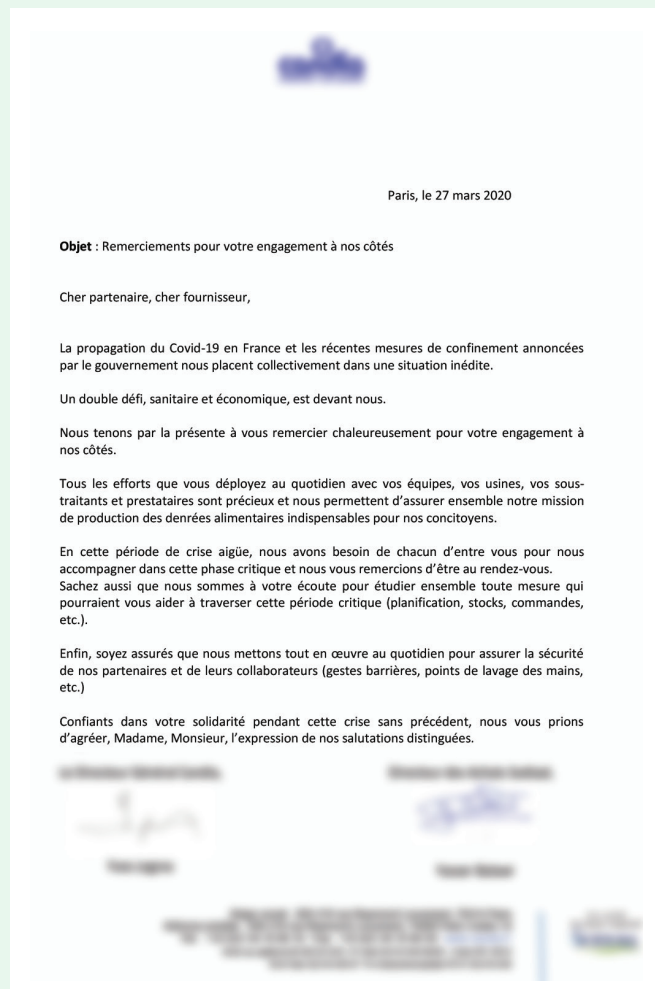 Paris, le 27 mars 2020
Objet : Remerciements pour votre engagement à nos côtés
Cher partenaire, cher fournisseur,
La propagation du Covid-19 en France et les récentes mesures de confinement annoncées
par le gouvernement nous placent collectivement dans une situation inédite.
Un double défi, sanitaire et économique, est devant nous.
Nous tenons par la présente à vous remercier chaleureusement pour votre engagement à
nos côtés.
Tous les efforts que vous déployez au quotidien avec vos équipes, vos usines, vos sous-
traitants et prestataires sont précieux et nous permettent d’assurer ensemble notre mission
de production des denrées alimentaires indispensables pour nos concitoyens.
En cette période de crise aigüe, nous avons besoin de chacun d’entre vous pour nous
accompagner dans cette phase critique et nous vous remercions d’être au rendez-vous.
Sachez aussi que nous sommes à votre écoute pour étudier ensemble toute mesure qui
pourraient vous aider à traverser cette période critique (planification, stocks, commandes,
etc.).
Enfin, soyez assurés que nous mettons tout en œuvre au quotidien pour assurer la sécurité
de nos partenaires et de leurs collaborateurs (gestes barrières, points de lavage des mains,
etc.)
Confiants dans votre solidarité pendant cette crise sans précédent, nous vous prions
d’agréer, Madame, Monsieur, l’expression de nos salutations distinguées.